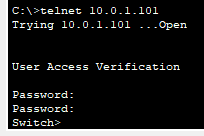 C:\>telnet 10.0.1.101
Trying 10.0.1.101 ...Open
User Access Verification
Password:
Password:
Switch>